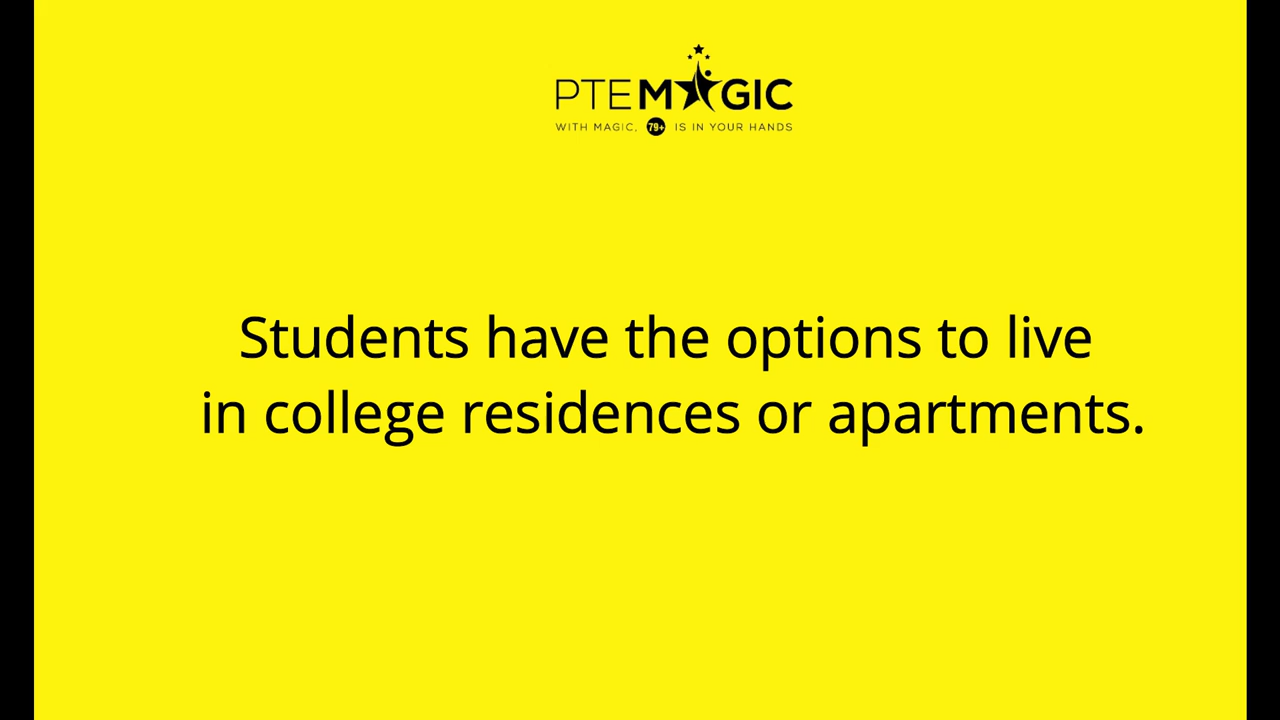 PTEMAGIC
WITH MAGIC, 79+ IS IN YOUR HANDS
Students have the options to live
in college residences or apartments.